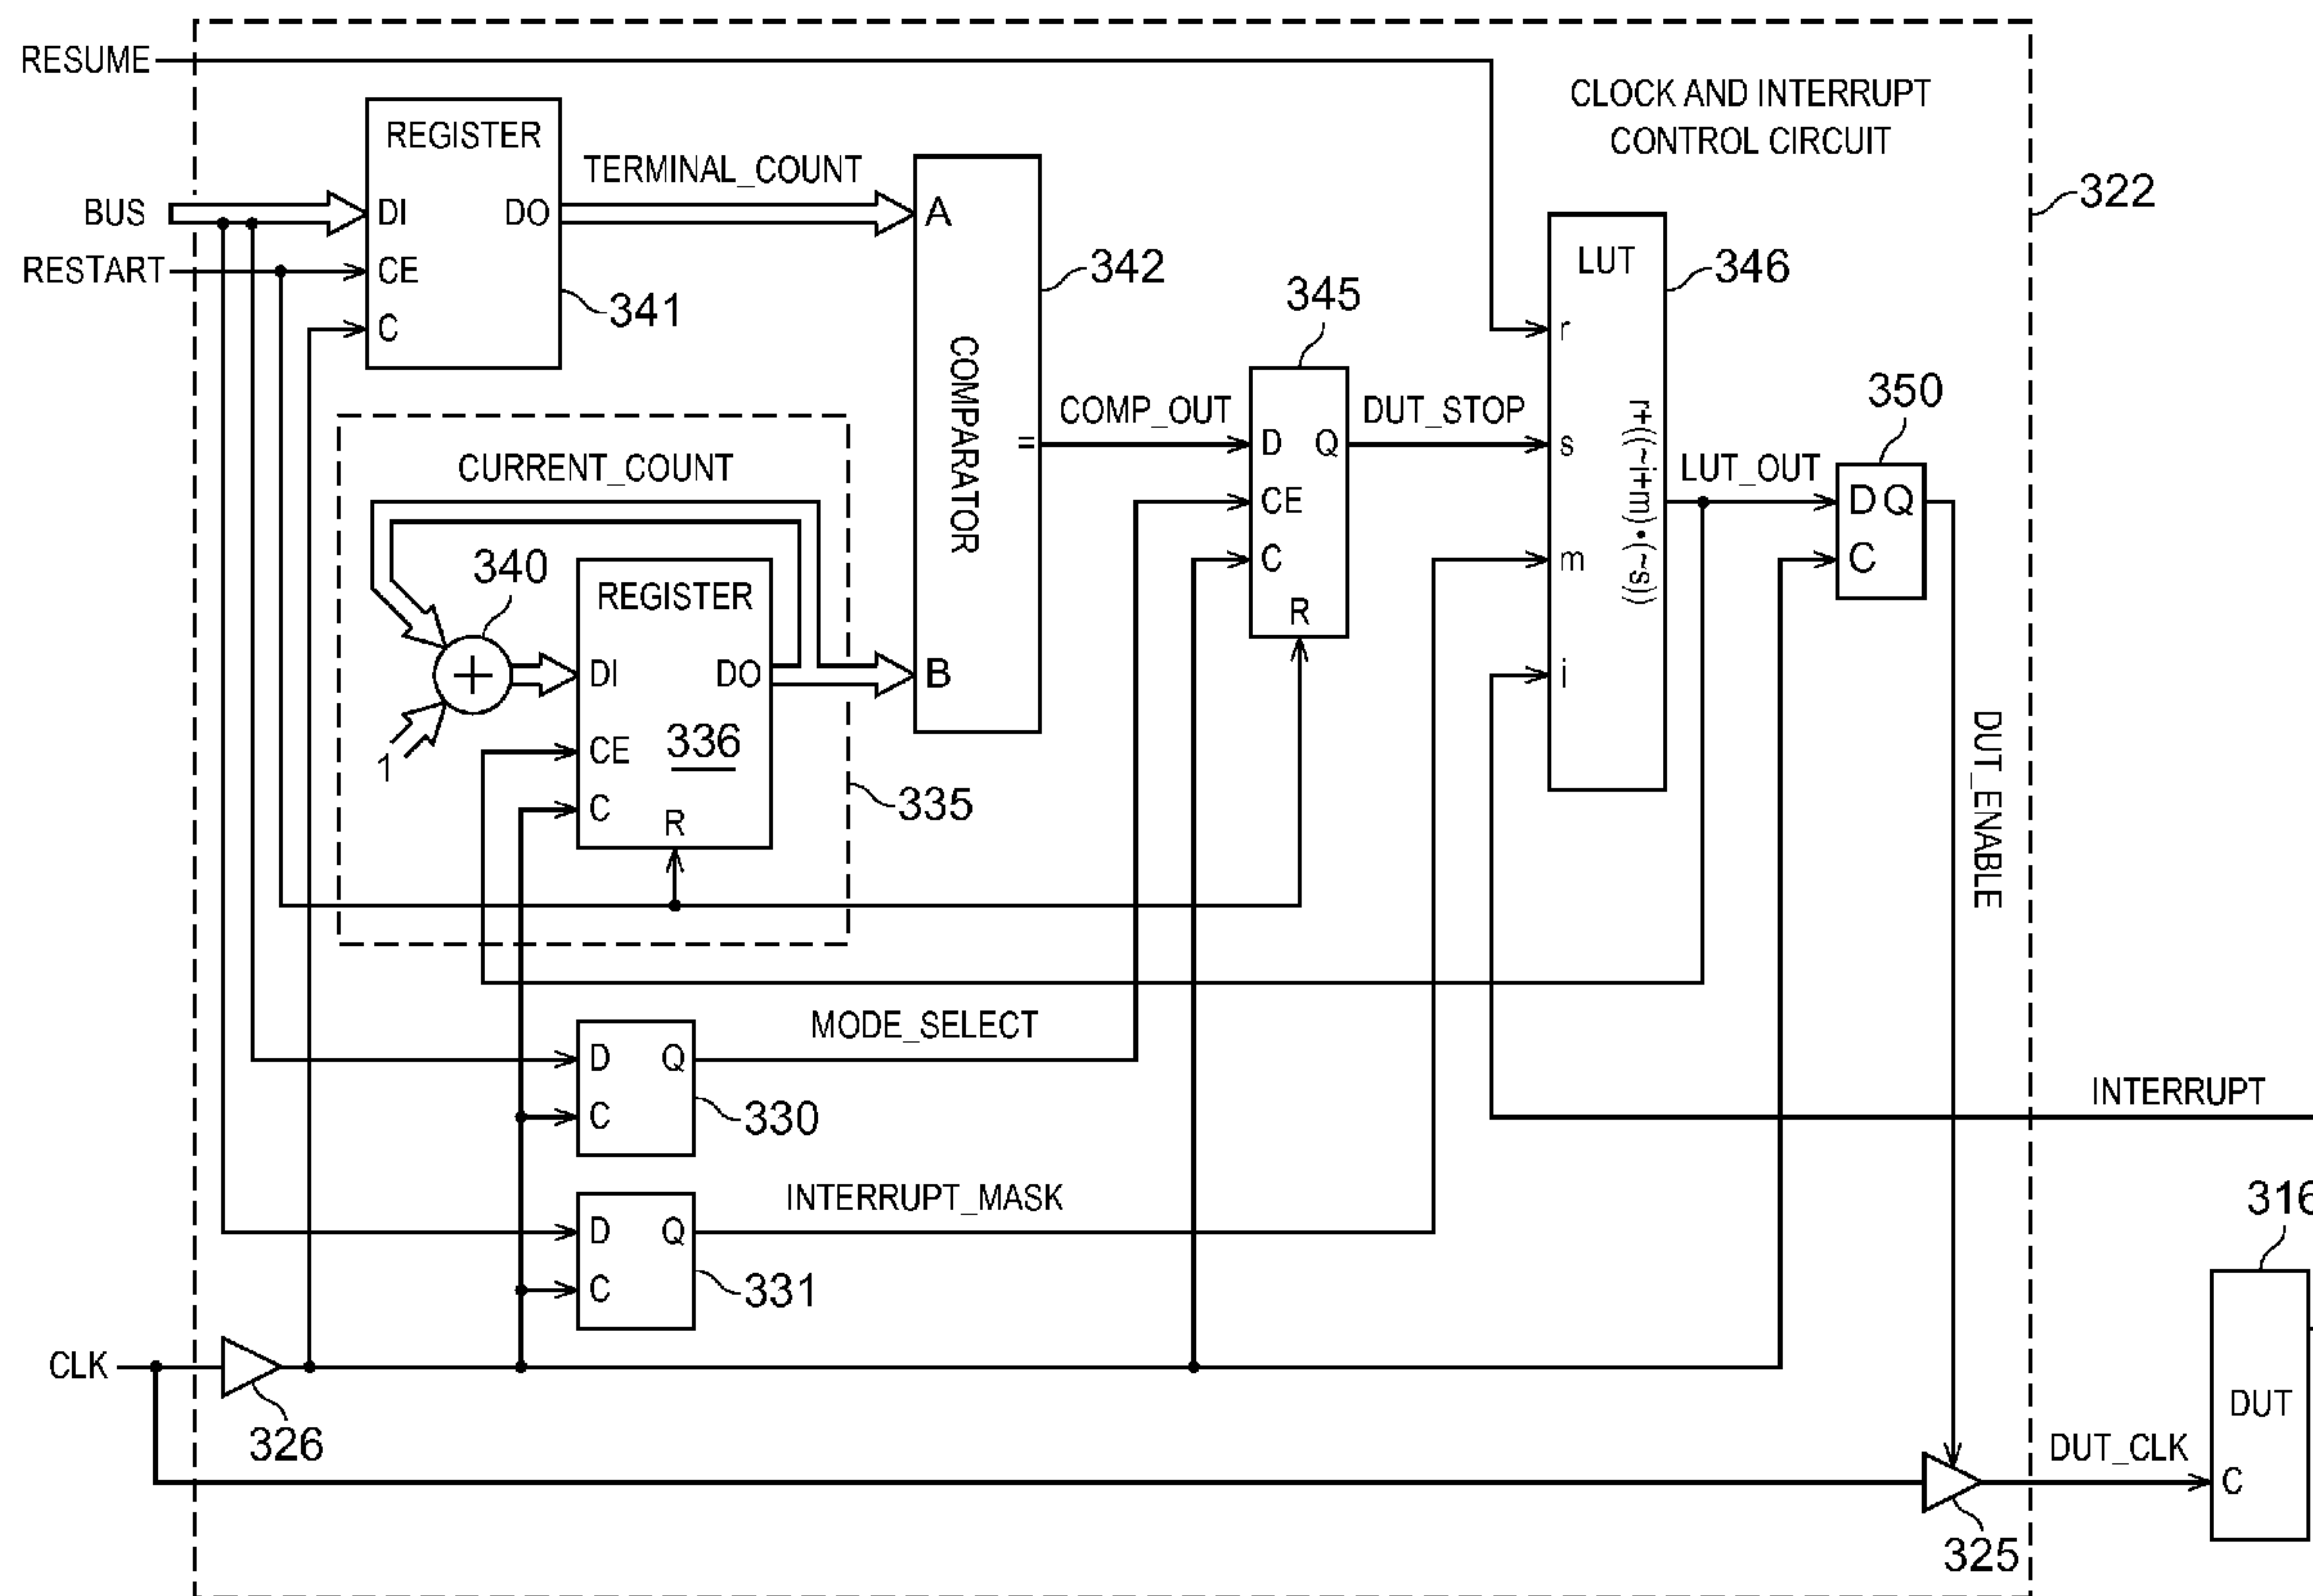 RESUME
CLOCK AND INTERRUPT
CONTROL CIRCUIT
322
REGISTER
DI
DO
CE
C
341
BUS
RESTART
TERMINAL_COUNT
A
COMPARATOR
=
B
342
COMP_OUT
345
D
Q
CE
C
R
DUT_STOP
LUT
346
r
s
m
i
r+((~i+m)•(~s))
LUT_OUT
350
D Q
C
DUT_ENABLE
CURRENT_COUNT
340
+
1
REGISTER
DI
DO
336
CE
C
R
335
MODE_SELECT
D
Q
C
330
INTERRUPT_MASK
D
Q
C
331
INTERRUPT
316
DUT
C
CLK
326
DUT_CLK
325